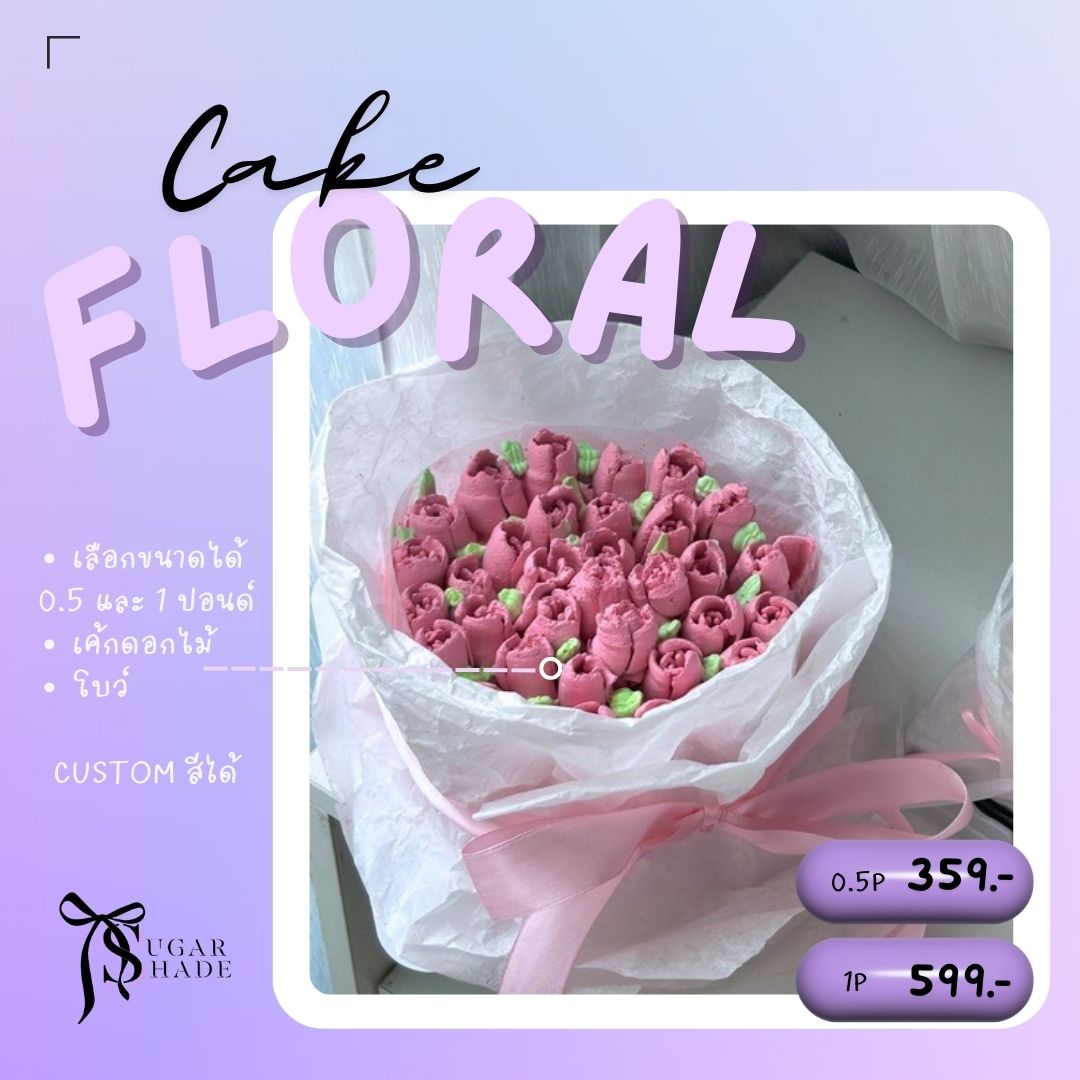 Cake
FLORAL
• เลือกขนาดได้
0.5 และ 1 ปอนด์
• เค้กดอกไม้
• โบว์
CUSTOM สีได้
SUGAR
SHADE
0.5P 359.-
1P 599.-